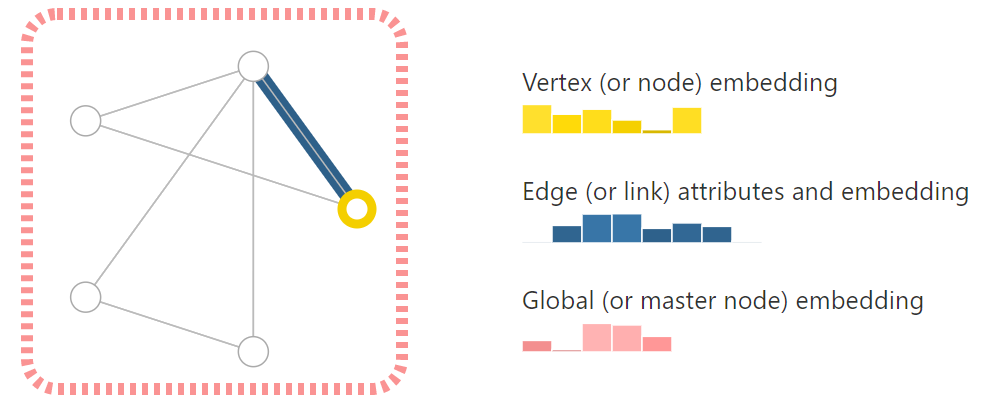 Vertex (or node) embedding
Edge (or link) attributes and embedding
Global (or master node) embedding